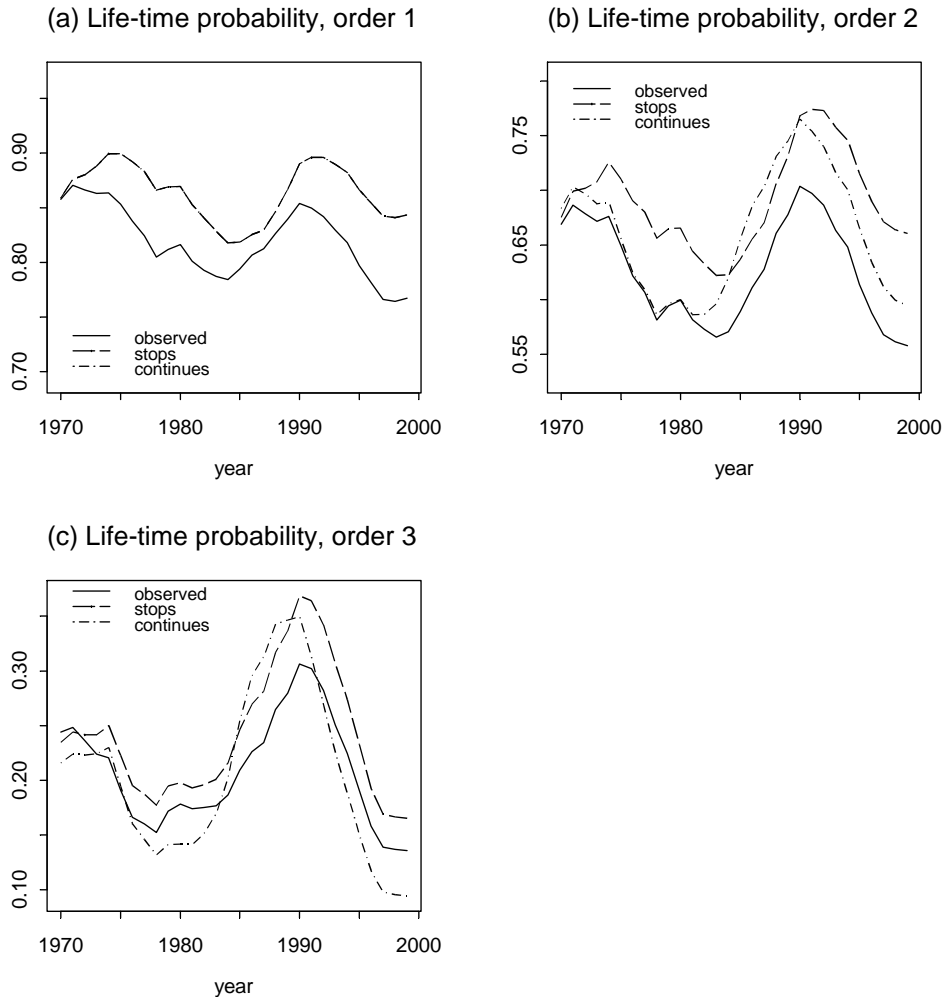 (a) Life-time probability, order 1
0.90
0.80
0.70
observed
stops
continues
1970 1980 1990 2000
year
(b) Life-time probability, order 2
0.75
0.65
0.55
observed
stops
continues
1970 1980 1990 2000
year
(c) Life-time probability, order 3
0.30
0.20
0.10
observed
stops
continues
1970 1980 1990 2000
year